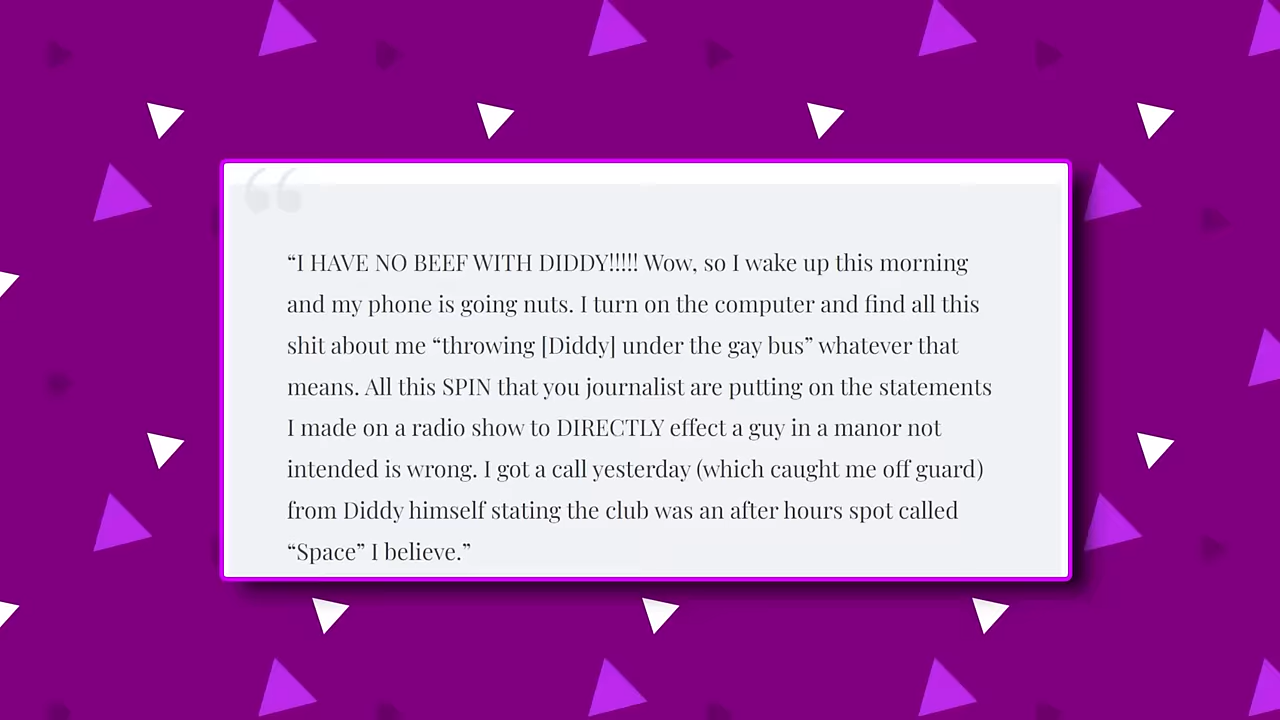 “
“I HAVE NO BEEF WITH DIDDY!!!!! Wow, so I wake up this morning
and my phone is going nuts. I turn on the computer and find all this
shit about me “throwing [Diddy] under the gay bus” whatever that
means. All this SPIN that you journalist are putting on the statements
I made on a radio show to DIRECTLY effect a guy in a manor not
intended is wrong. I got a call yesterday (which caught me off guard)
from Diddy himself stating the club was an after hours spot called
“Space” I believe.”